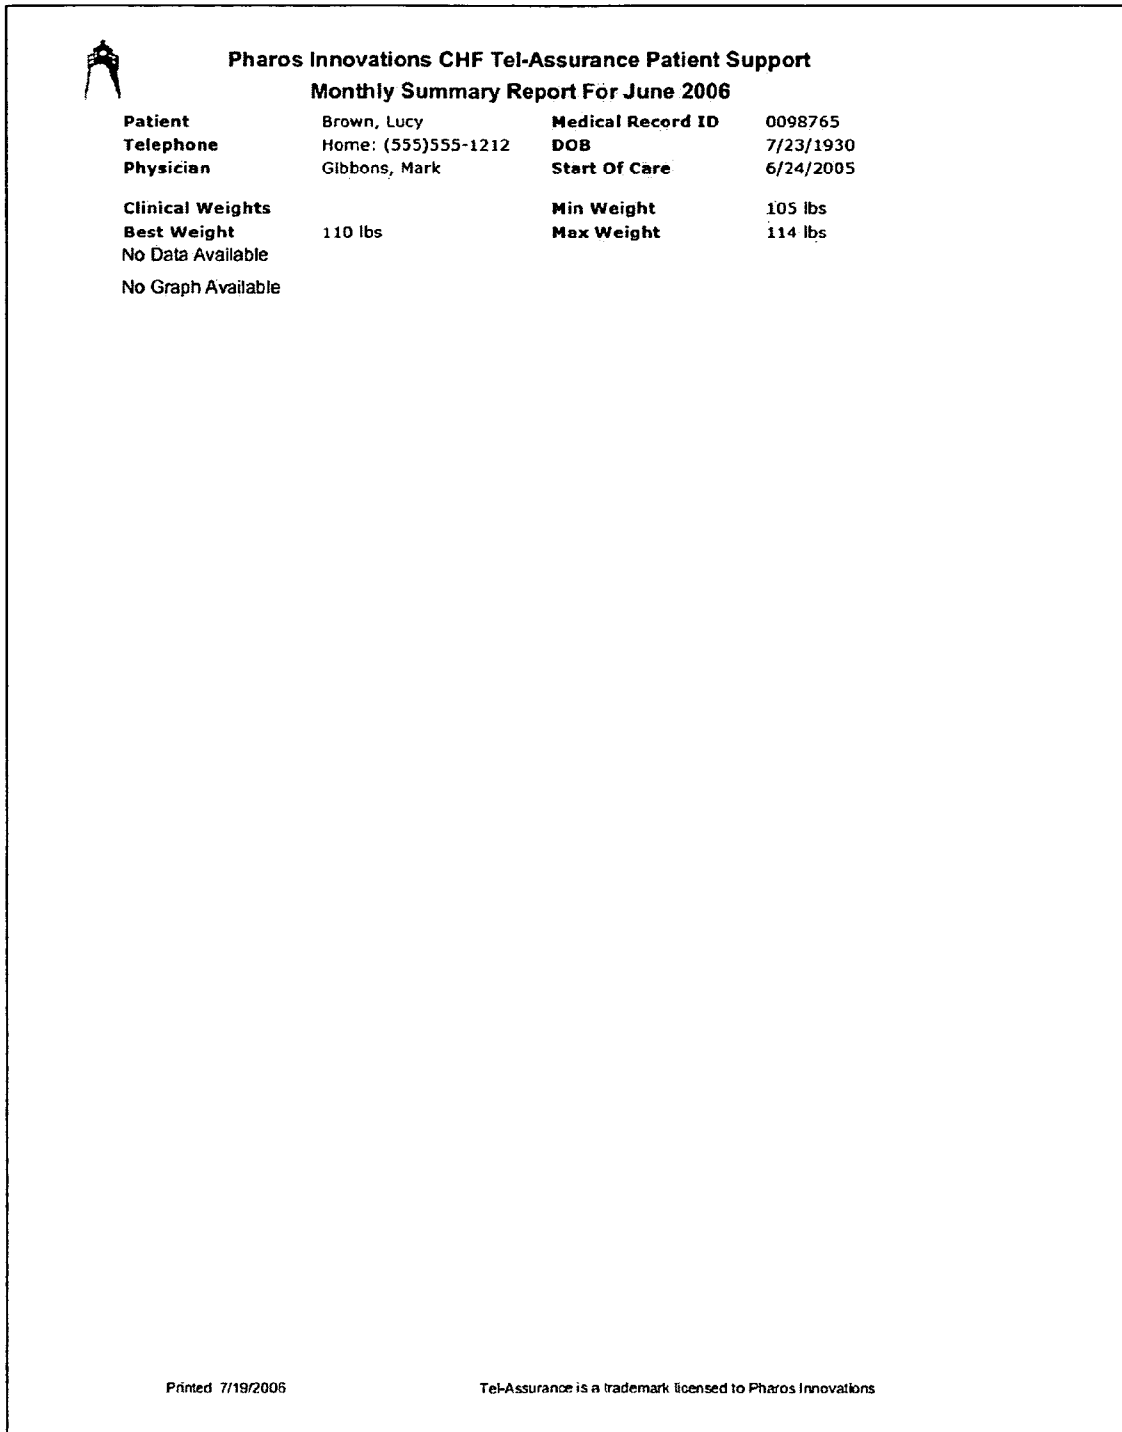 Pharos Innovations CHF Tel-Assurance Patient Support
Monthly Summary Report For June 2006
Patient Brown, Lucy Medical Record ID 0098765
Telephone Home: (555)555-1212 DOB 7/23/1930
Physician Gibbons, Mark Start Of Care 6/24/2005
Clinical Weights Min Weight 105 lbs
Best Weight 110 lbs Max Weight 114 lbs
No Data Available
No Graph Available
Printed 7/19/2006 Tel-Assurance is a trademark licensed to Pharos Innovations